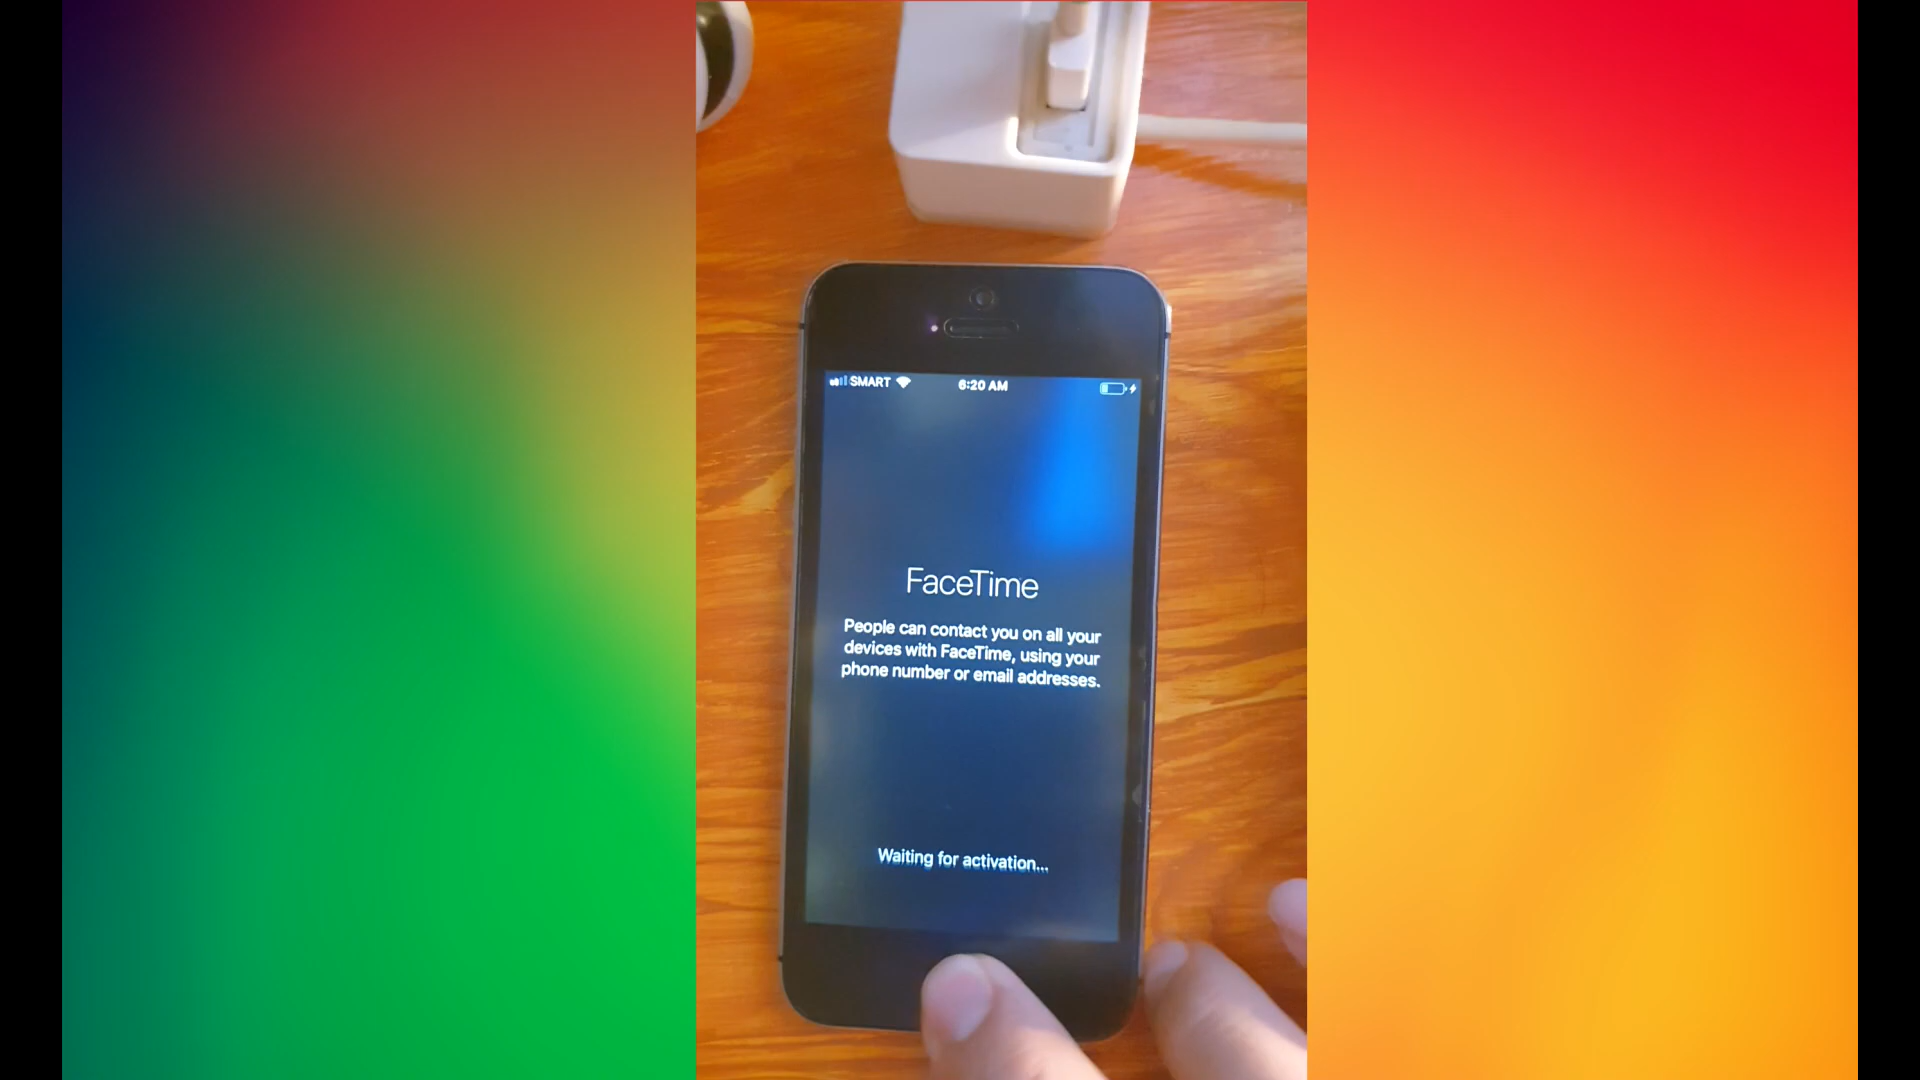 SMART 6:20 AM
FaceTime
People can contact you on all your
devices with FaceTime, using your
phone number or email addresses.
Waiting for activation...